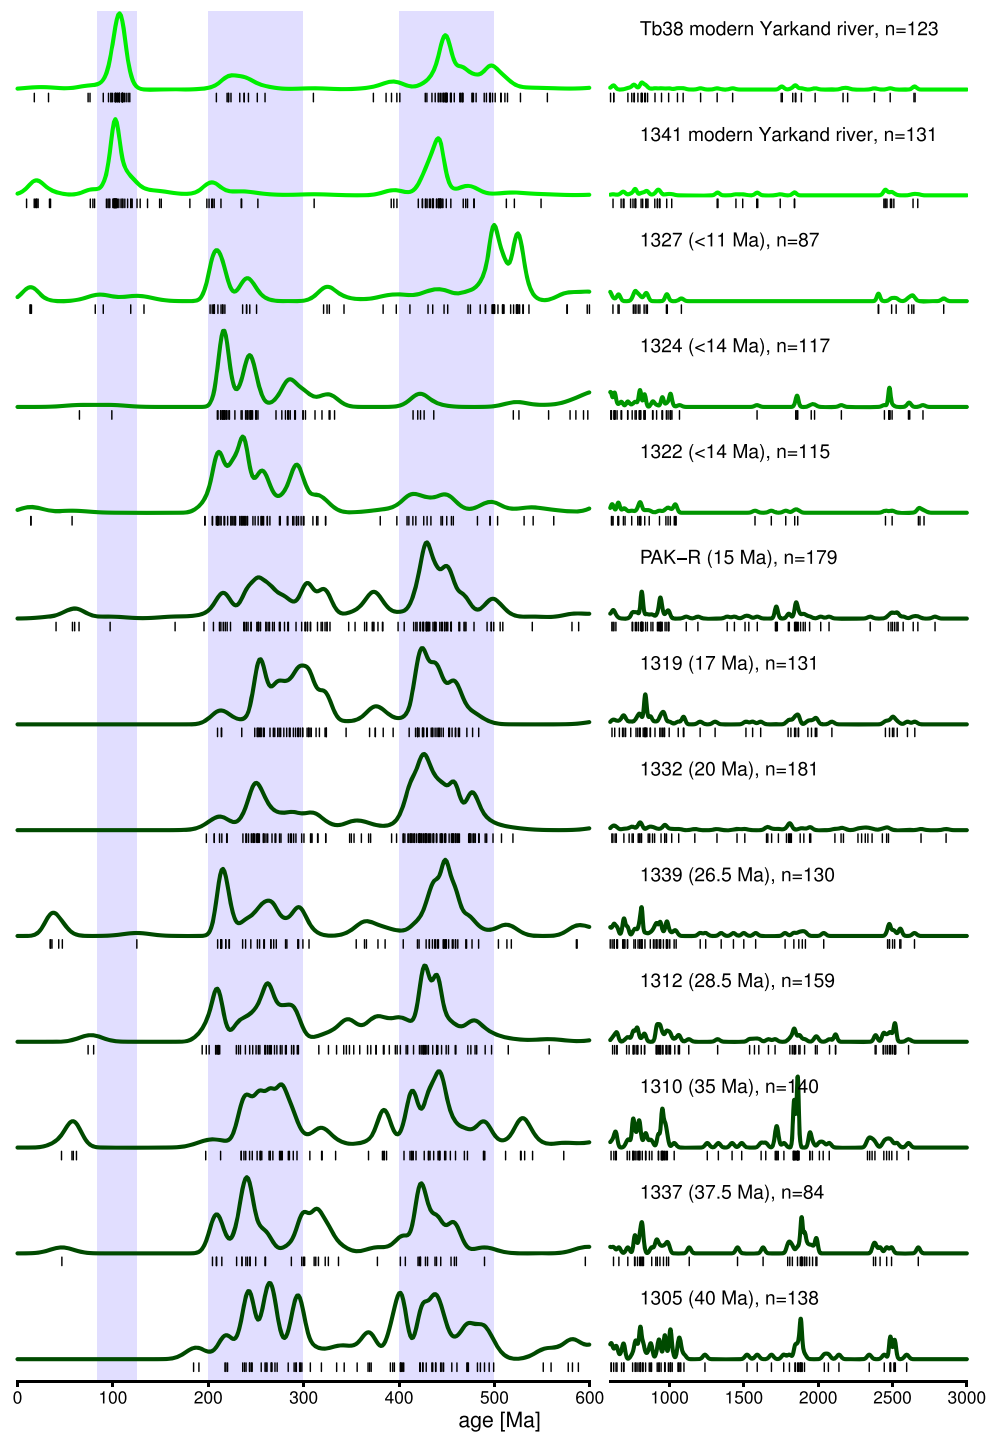 Tb38 modern Yarkand river, n=123
1341 modern Yarkand river, n=131
1327 (<11 Ma), n=87
1324 (<14 Ma), n=117
1322 (<14 Ma), n=115
PAK−R (15 Ma), n=179
1319 (17 Ma), n=131
1332 (20 Ma), n=181
1339 (26.5 Ma), n=130
1312 (28.5 Ma), n=159
1310 (35 Ma), n=140
1337 (37.5 Ma), n=84
1305 (40 Ma), n=138
0 100 200 300 400 500 600 1000 1500 2000 2500 3000
age [Ma]